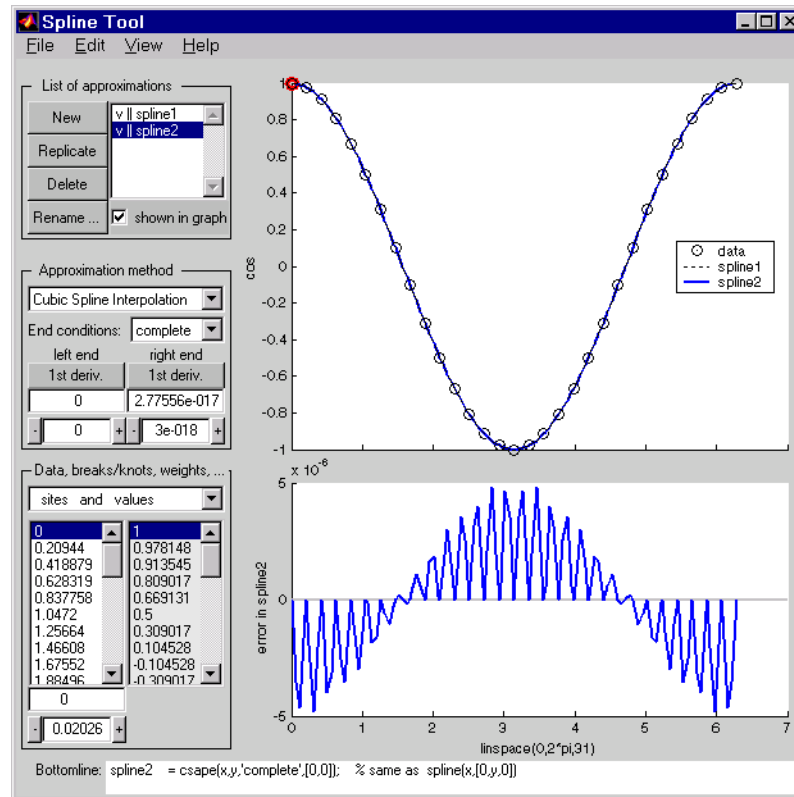 Spline Tool
File Edit View Help
List of approximations
New
Replicate
Delete
Rename ...
v || spline1
v || spline2
shown in graph
Approximation method
Cubic Spline Interpolation
End conditions: complete
left end right end
1st deriv. 1st deriv.
0 2.77556e-017
- 0 + - 3e-018 +
Data, breaks/knots, weights, ...
sites and values
0 1
0.20944 0.978148
0.418879 0.913545
0.628319 0.809017
0.837758 0.669131
1.0472 0.5
1.25664 0.309017
1.46608 0.104528
1.67552 -0.104528
1.88496 -0.309017
0
- 0.02026 +
1
0.8
0.6
0.4
0.2
0
-0.2
-0.4
-0.6
-0.8
-1
cos
data
spline1
spline2
x 10-6
5
0
-5
error in spline2
0 1 2 3 4 5 6 7
linspace(0,2*pi,31)
Bottomline: spline2 = csape(x,y,'complete',[0,0]); % same as spline(x,[0,y,0])